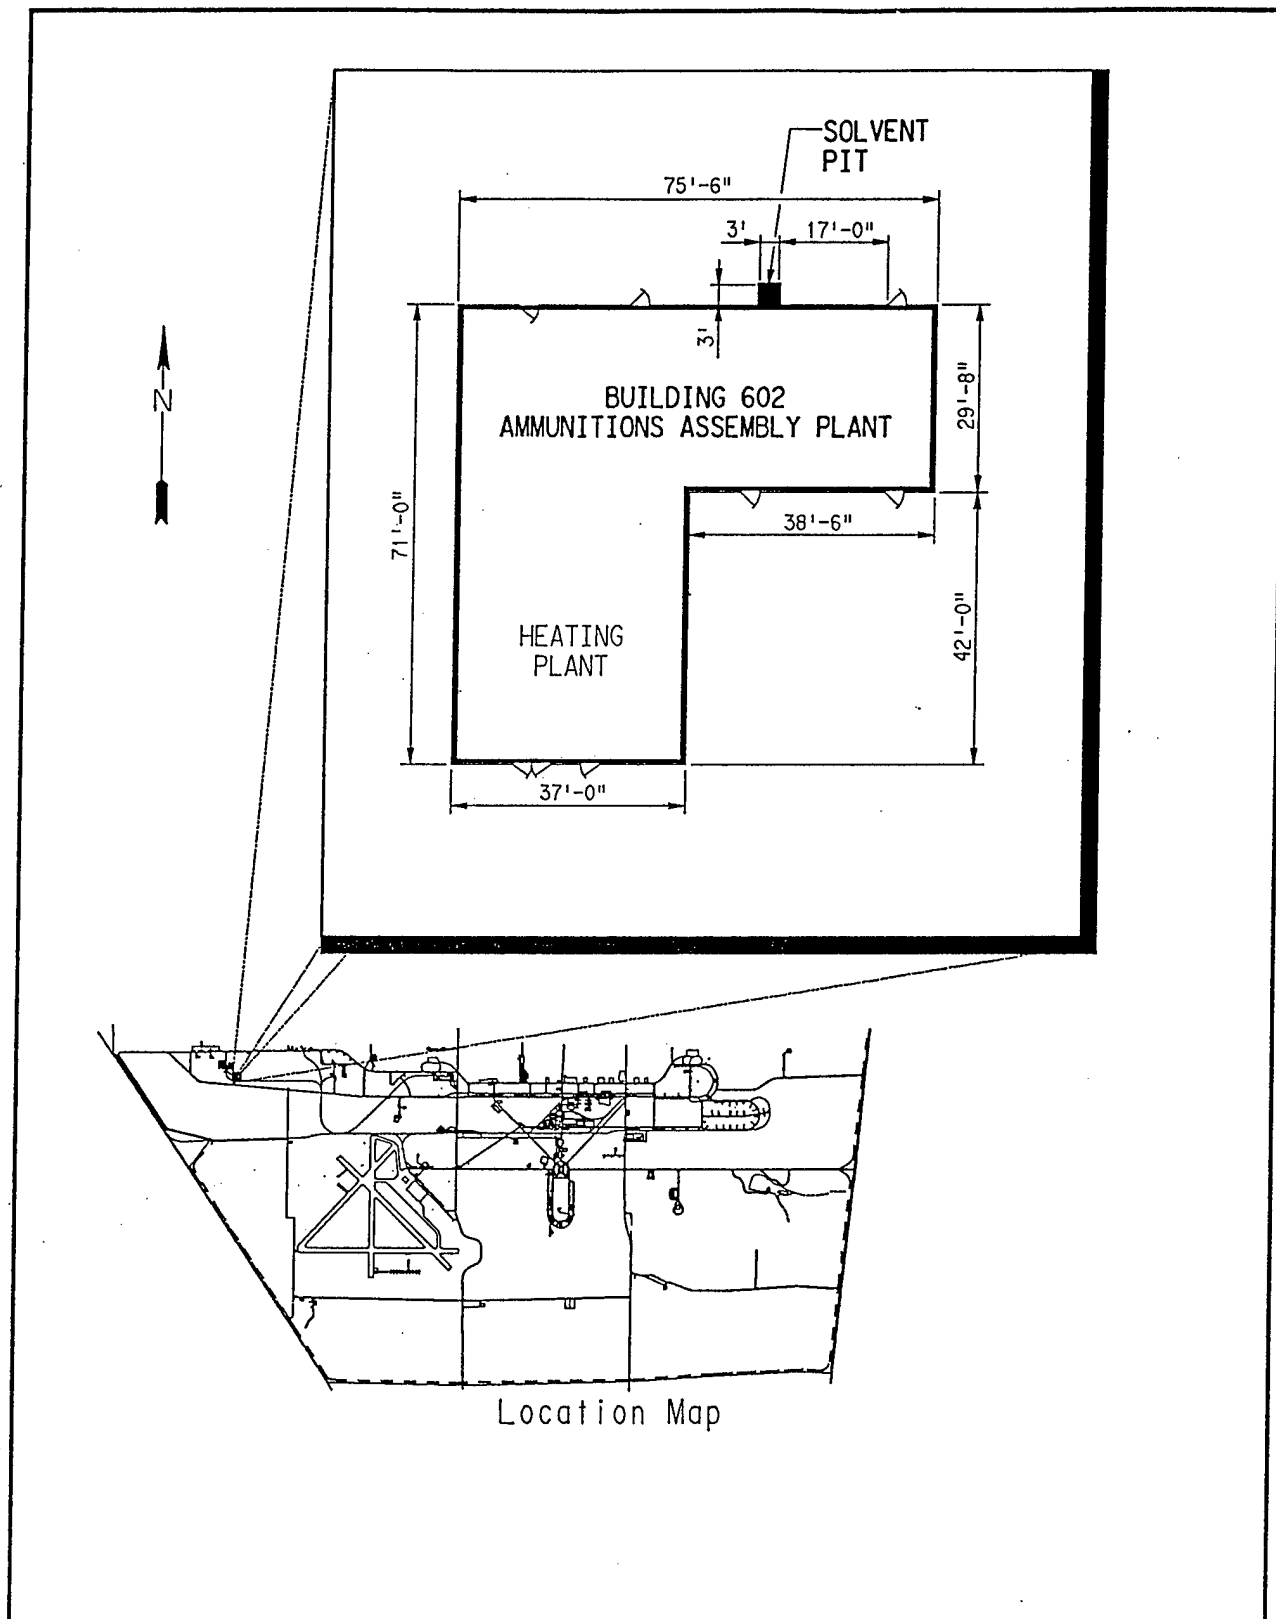 SOLVENT
PIT
75'-6"
3'
17'-0"
3'
N
BUILDING 602
AMMUNITIONS ASSEMBLY PLANT
29'-8"
71'-0"
38'-6"
HEATING
PLANT
42'-0"
37'-0"
Location Map